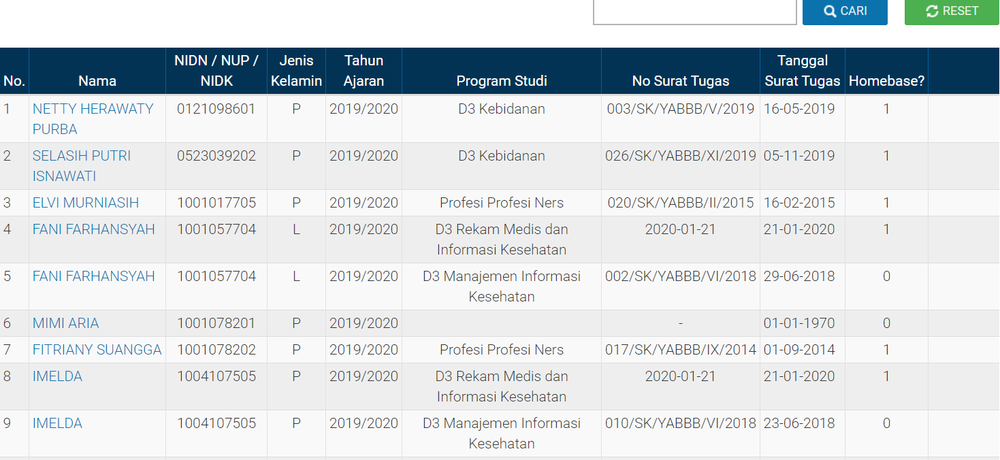 CARI
RESET
No.
Nama
NIDN / NUP /
NIDK
Jenis
Kelamin
Tahun
Ajaran
Program Studi
No Surat Tugas
Tanggal
Surat Tugas
Homebase?
1
NETTY HERAWATY
PURBA
0121098601
P
2019/2020
D3 Kebidanan
003/SK/YABBB/V/2019
16-05-2019
1
2
SELASIH PUTRI
ISNAWATI
0523039202
P
2019/2020
D3 Kebidanan
026/SK/YABBB/XI/2019
05-11-2019
1
3
ELVI MURNIASIH
1001017705
P
2019/2020
Profesi Profesi Ners
020/SK/YABBB/II/2015
16-02-2015
1
4
FANI FARHANSYAH
1001057704
L
2019/2020
D3 Rekam Medis dan
Informasi Kesehatan
2020-01-21
21-01-2020
1
5
FANI FARHANSYAH
1001057704
L
2019/2020
D3 Manajemen Informasi
Kesehatan
002/SK/YABBB/VI/2018
29-06-2018
0
6
MIMI ARIA
1001078201
P
2019/2020
-
01-01-1970
0
7
FITRIANY SUANGGA
1001078202
P
2019/2020
Profesi Profesi Ners
017/SK/YABBB/IX/2014
01-09-2014
1
8
IMELDA
1004107505
P
2019/2020
D3 Rekam Medis dan
Informasi Kesehatan
2020-01-21
21-01-2020
1
9
IMELDA
1004107505
P
2019/2020
D3 Manajemen Informasi
Kesehatan
010/SK/YABBB/VI/2018
23-06-2018
0